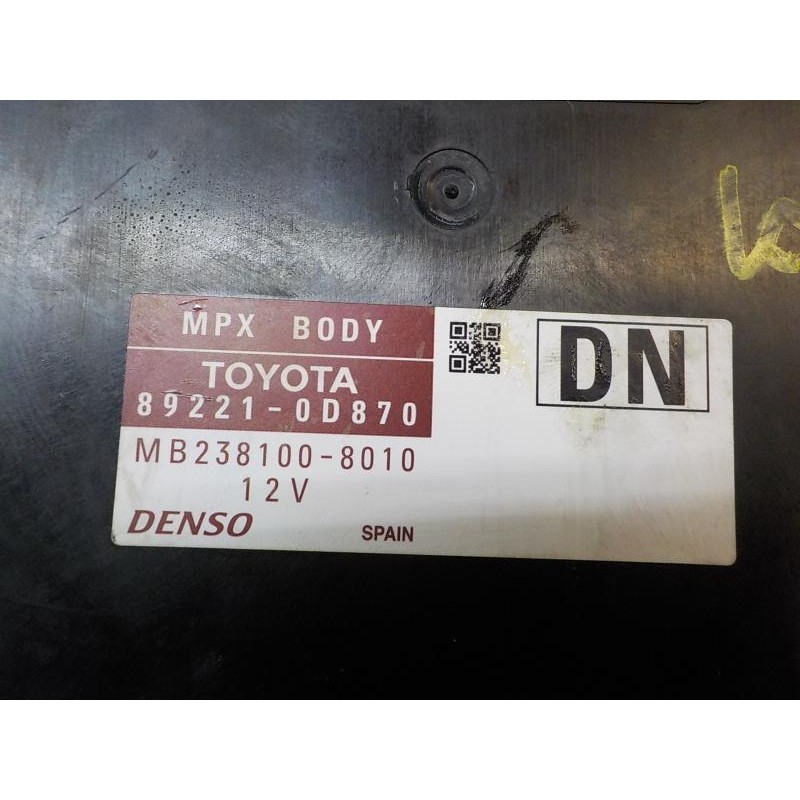 MPX BODY
TOYOTA
89221-0D870
DN
MB238100-8010
12V
DENSO
SPAIN